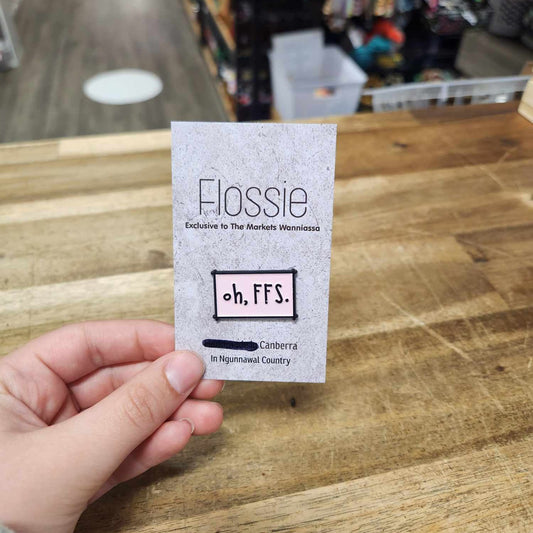 Flossie
Exclusive to The Markets Wanniassa
oh, FFS.
Canberra
In Ngunnawal Country